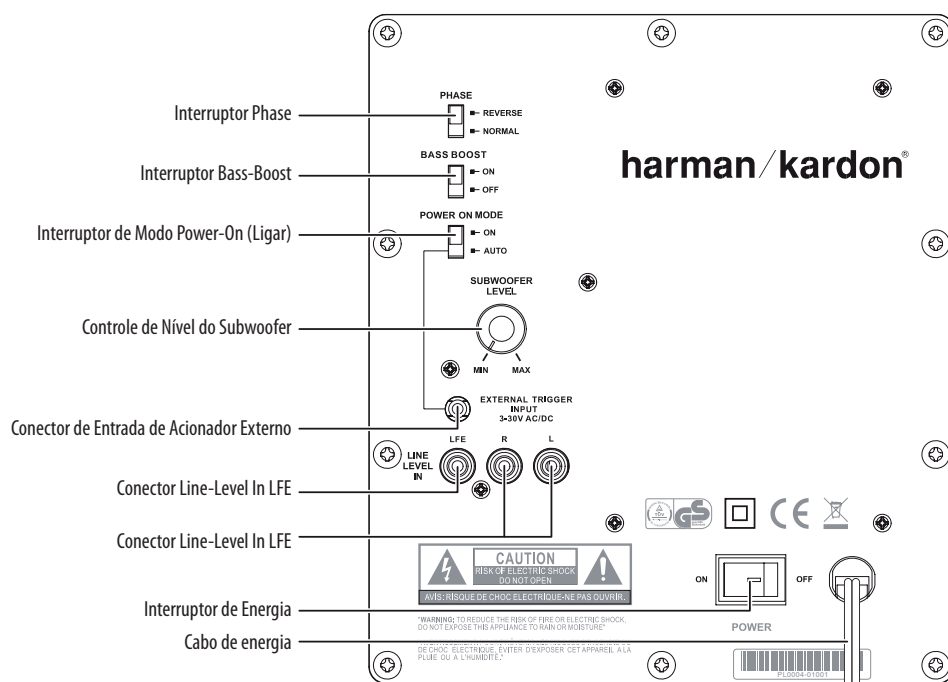 PHASE
Interruptor Phase
REVERSE
NORMAL
harman/kardon®
BASS BOOST
Interruptor Bass-Boost
ON
OFF
POWER ON MODE
Interruptor de Modo Power-On (Ligar)
ON
AUTO
SUBWOOFER
LEVEL
Controle de Nível do Subwoofer
MIN MAX
EXTERNAL TRIGGER
INPUT
3-30V AC/DC
Conector de Entrada de Acionador Externo
LFE R L
LINE
LEVEL
IN
Conector Line-Level In LFE
Conector Line-Level In LFE
TÜV GS CE
CAUTION
RISK OF ELECTRIC SHOCK
DO NOT OPEN
AVIS: RISQUE DE CHOC ELECTRIQUE-NE PAS OUVRIR.
ON OFF
Interruptor de Energia
"WARNING: TO REDUCE THE RISK OF FIRE OR ELECTRIC SHOCK,
DO NOT EXPOSE THIS APPLIANCE TO RAIN OR MOISTURE"
POWER
Cabo de energia
DE CHOC ELECTRIQUE, ÉVITER D'EXPOSER CET APPAREIL A LA
PLUIE OU A L'HUMIDITÉ."
PL0004-01001